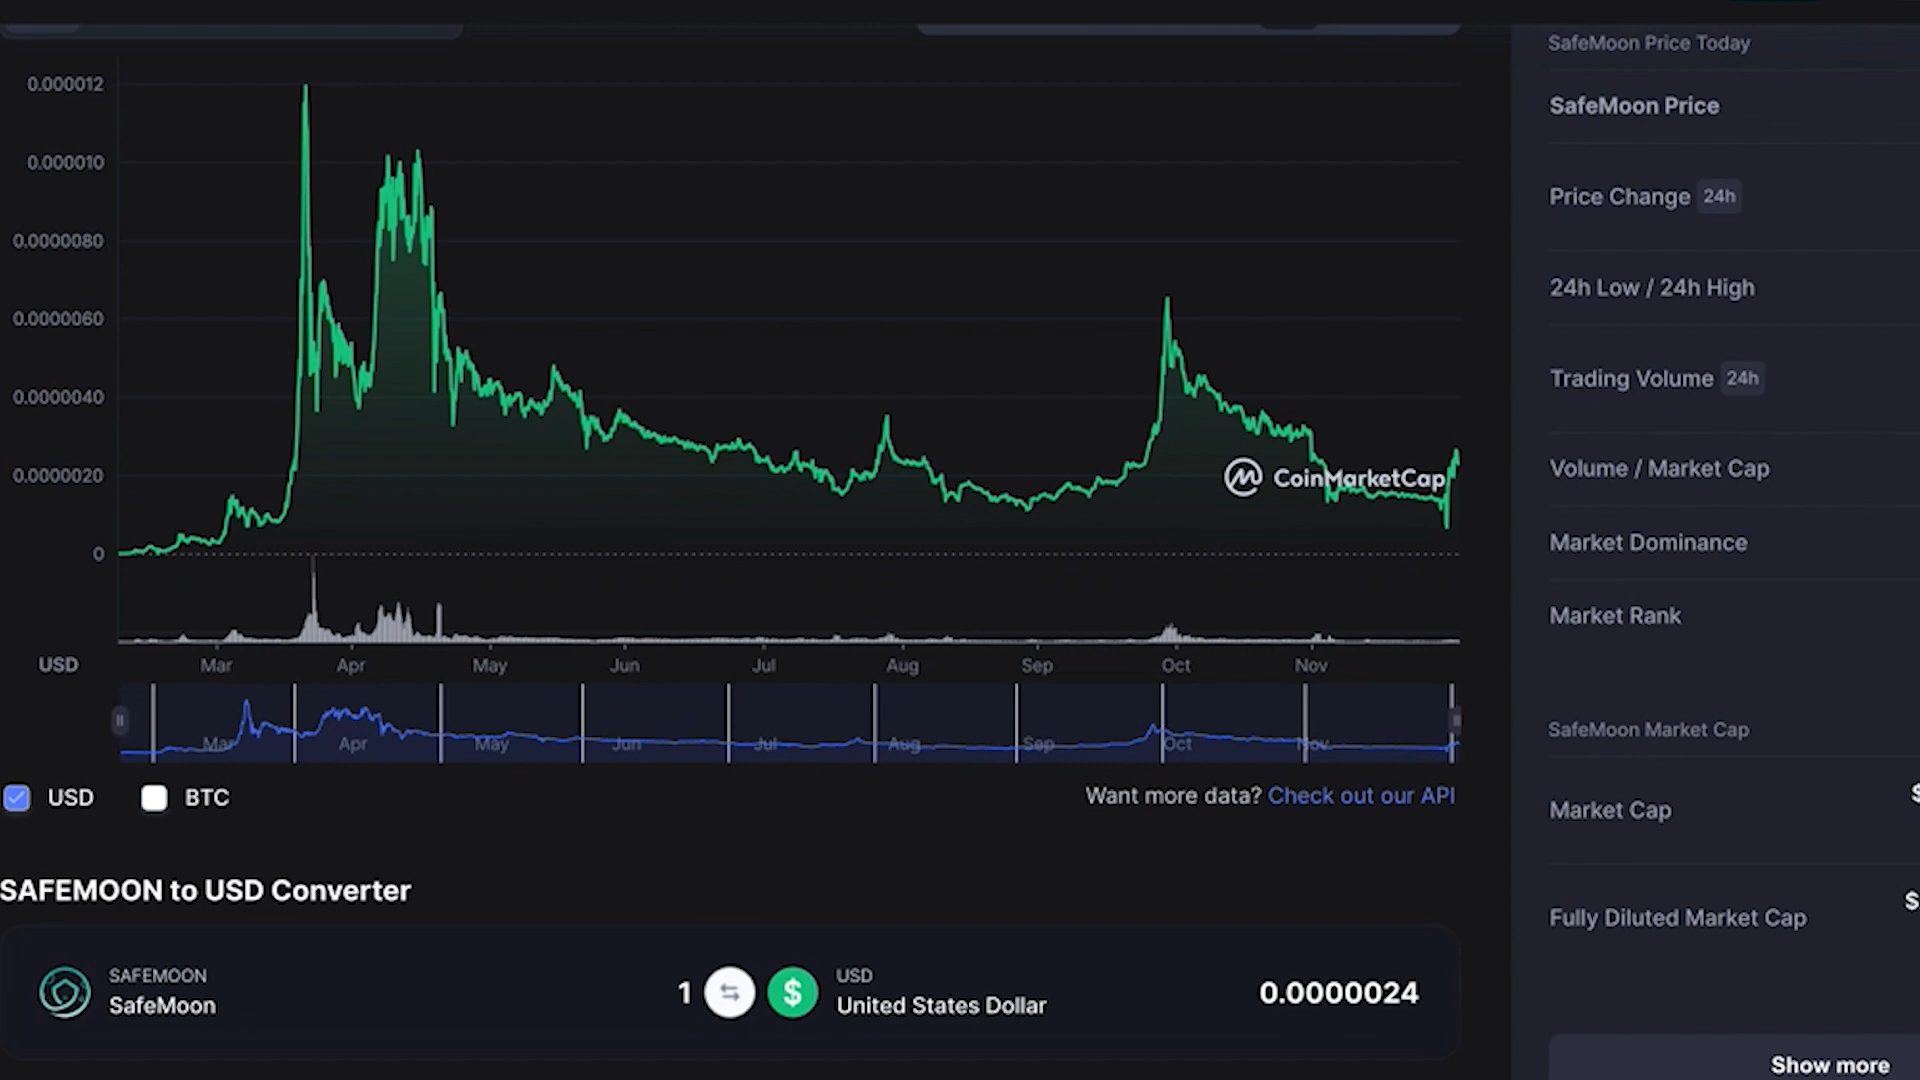 SafeMoon Price Today
0.000012
SafeMoon Price
0.000010
Price Change 24h
0.0000080
24h Low / 24h High
0.0000060
Trading Volume 24h
0.0000040
Volume / Market Cap
0.0000020
CoinMarketCap
Market Dominance
0
Market Rank
USD Mar Apr May Jun Jul Aug Sep Oct Nov
SafeMoon Market Cap
Mar Apr May Jun Jul Aug Sep Oct Nov
USD BTC
Want more data? Check out our API
$
Market Cap
SAFEMOON to USD Converter
$
Fully Diluted Market Cap
SAFEMOON
SafeMoon
1
$
USD
United States Dollar
0.0000024
Show more